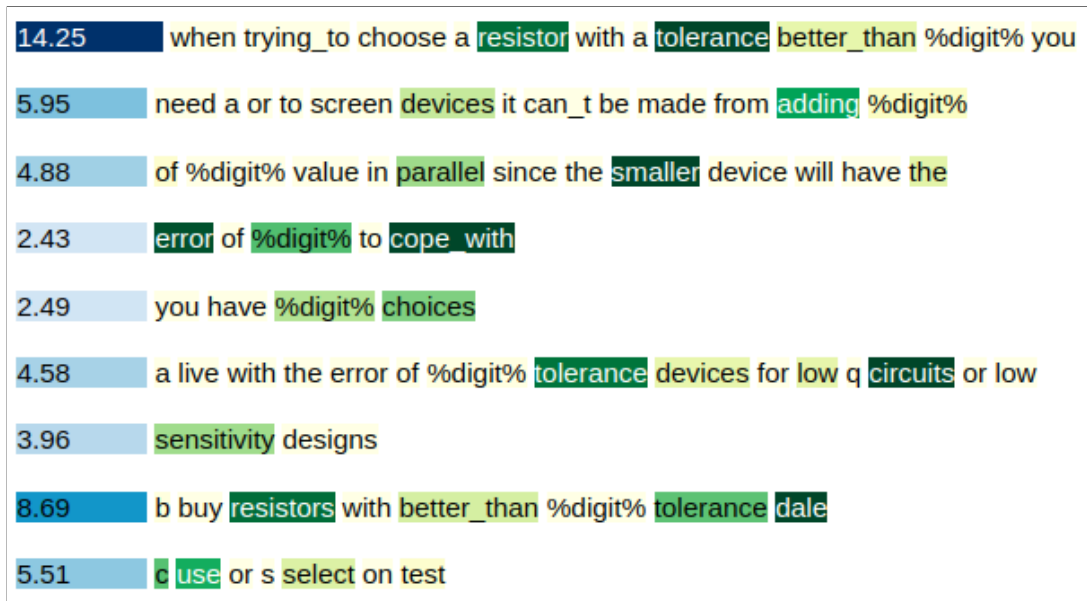 14.25 when trying_to choose a resistor with a tolerance better_than %digit% you
5.95 need a or to screen devices it can_t be made from adding %digit%
4.88 of %digit% value in parallel since the smaller device will have the
2.43 error of %digit% to cope_with
2.49 you have %digit% choices
4.58 a live with the error of %digit% tolerance devices for low q circuits or low
3.96 sensitivity designs
8.69 b buy resistors with better_than %digit% tolerance dale
5.51 c use or s select on test